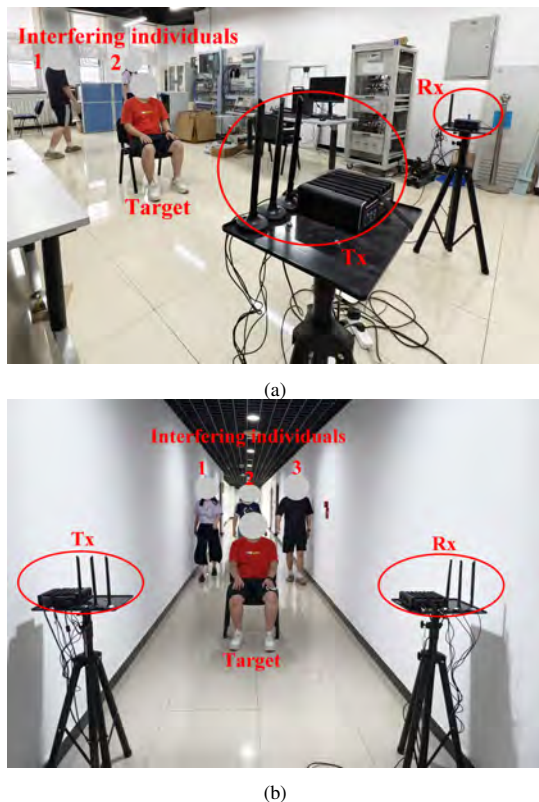 Interfering individuals
1 2
Rx
Target
Tx
(a)
Interfering individuals
1 2 3
Tx
Rx
Target
(b)